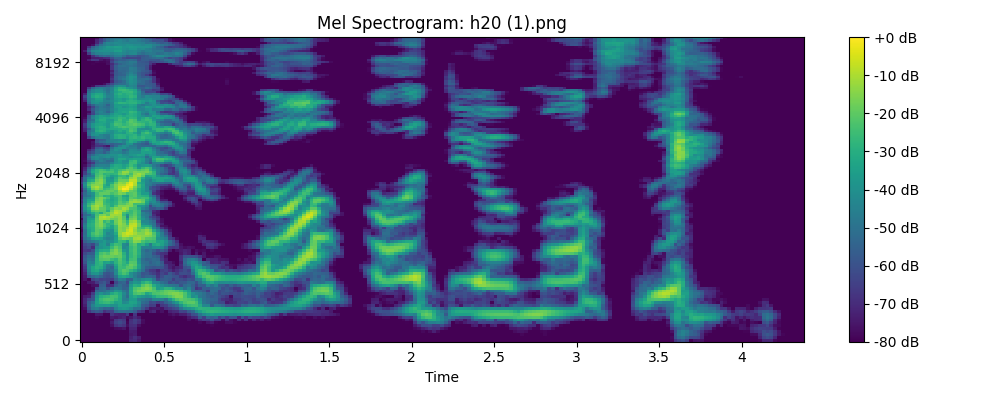 Mel Spectrogram: h20 (1).png
8192
4096
2048
1024
512
0
Hz
0
0.5
1
1.5
2
2.5
3
3.5
4
Time
+0 dB
-10 dB
-20 dB
-30 dB
-40 dB
-50 dB
-60 dB
-70 dB
-80 dB